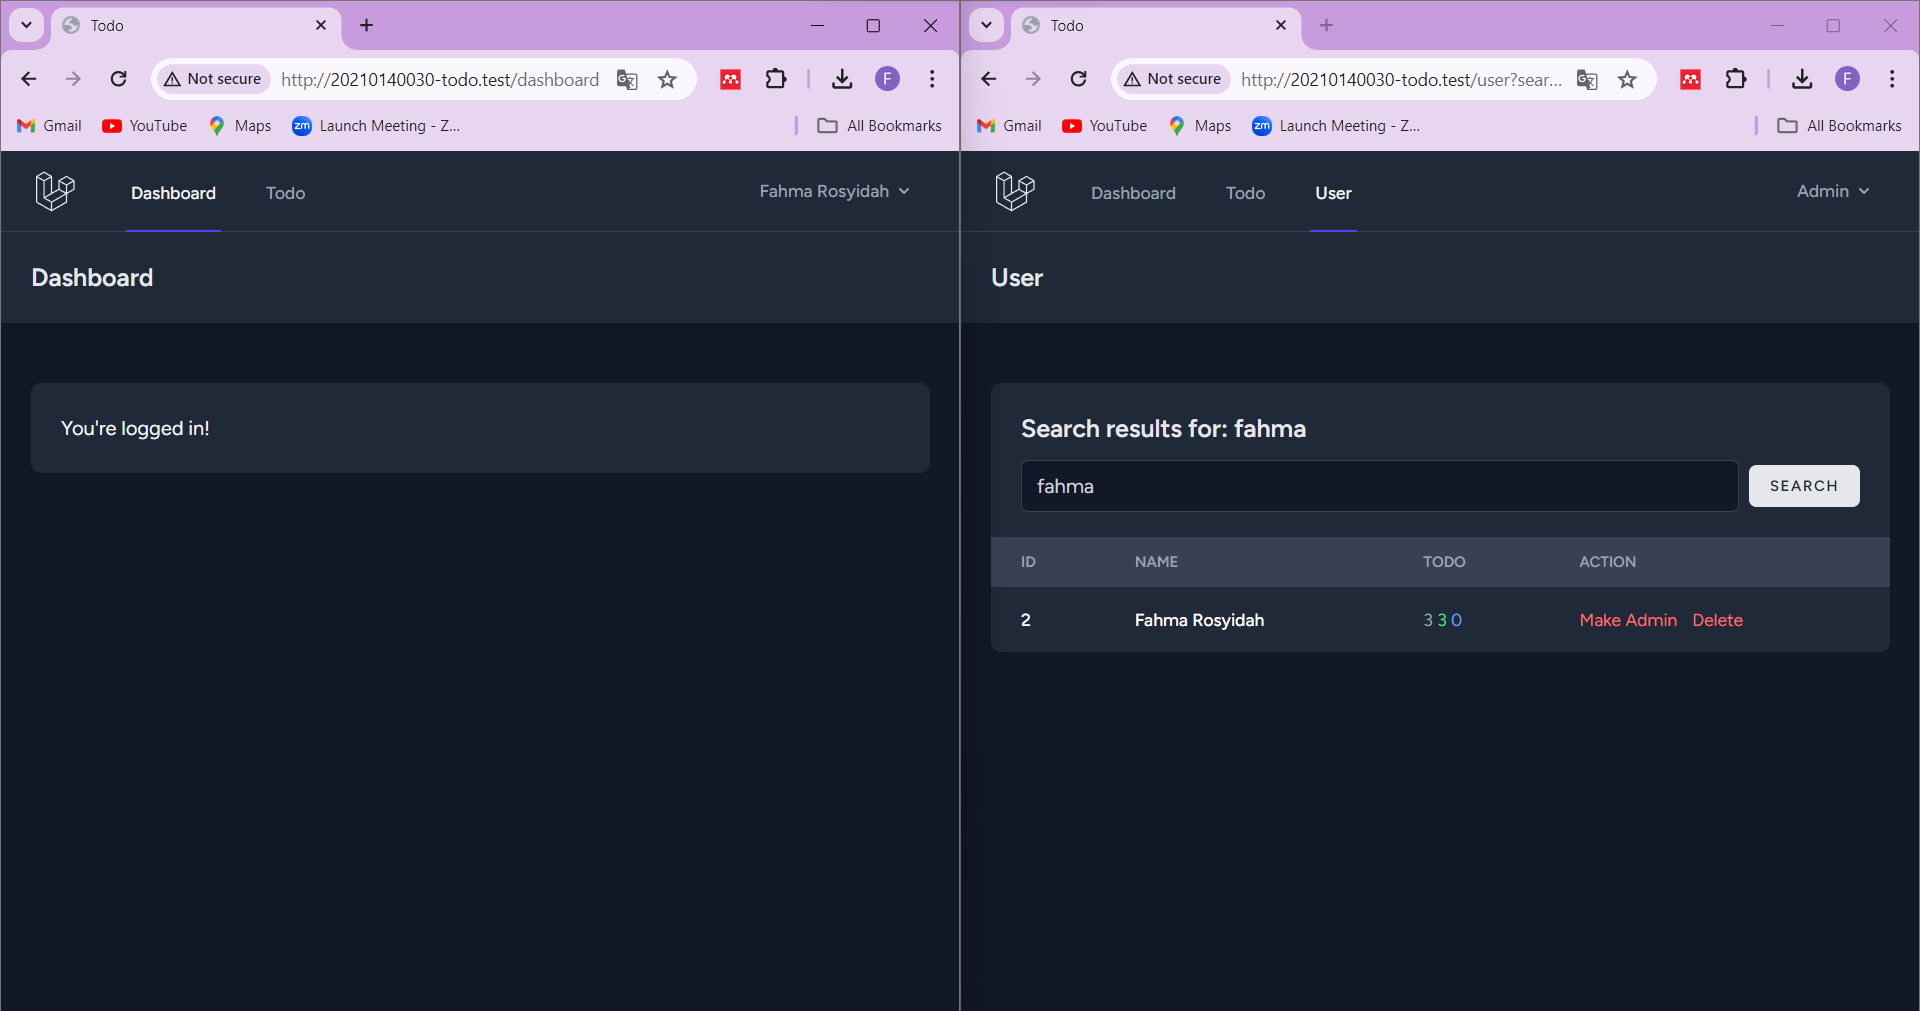 Todo
Not secure http://20210140030-todo.test/dashboard F
Gmail YouTube Maps zm Launch Meeting - Z... All Bookmarks
Dashboard Todo Fahma Rosyidah
Dashboard
You're logged in!
Todo
Not secure http://20210140030-todo.test/user?sear... F
Gmail YouTube Maps zm Launch Meeting - Z... All Bookmarks
Dashboard Todo User Admin
User
Search results for: fahma
fahma SEARCH
ID NAME TODO ACTION
2 Fahma Rosyidah 3 3 0 Make Admin Delete